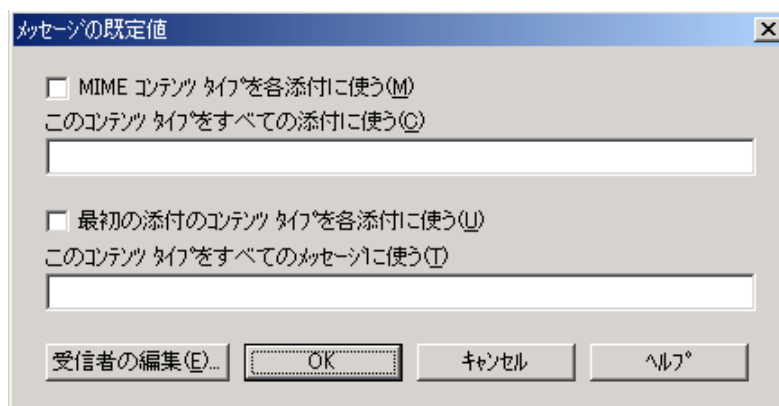 メッセージの既定値
MIME コンテンツ タイプを各添付に使う(M)
このコンテンツ タイプをすべての添付に使う(C)
最初の添付のコンテンツ タイプを各添付に使う(U)
このコンテンツ タイプをすべてのメッセージに使う(T)
受信者の編集(E)... OK キャンセル ヘルプ